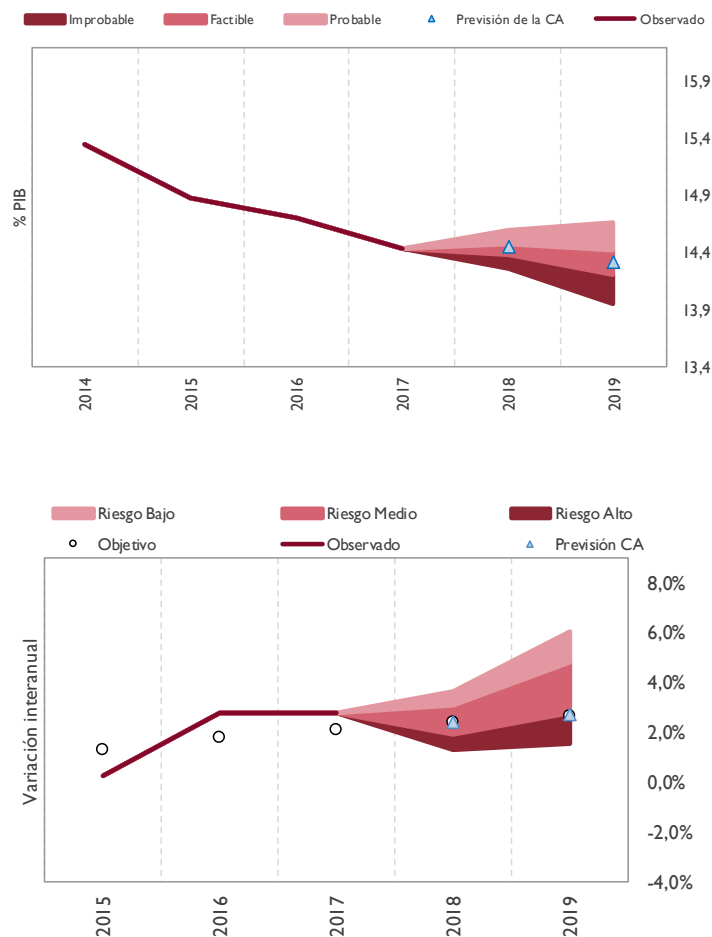 Improbable Factible Probable Previsión de la CA Observado
% PIB
15,9
15,4
14,9
14,4
13,9
13,4
2014 2015 2016 2017 2018 2019
Riesgo Bajo Riesgo Medio Riesgo Alto
Objetivo Observado Previsión CA
Variación interanual
8,0%
6,0%
4,0%
2,0%
0,0%
-2,0%
-4,0%
2015 2016 2017 2018 2019